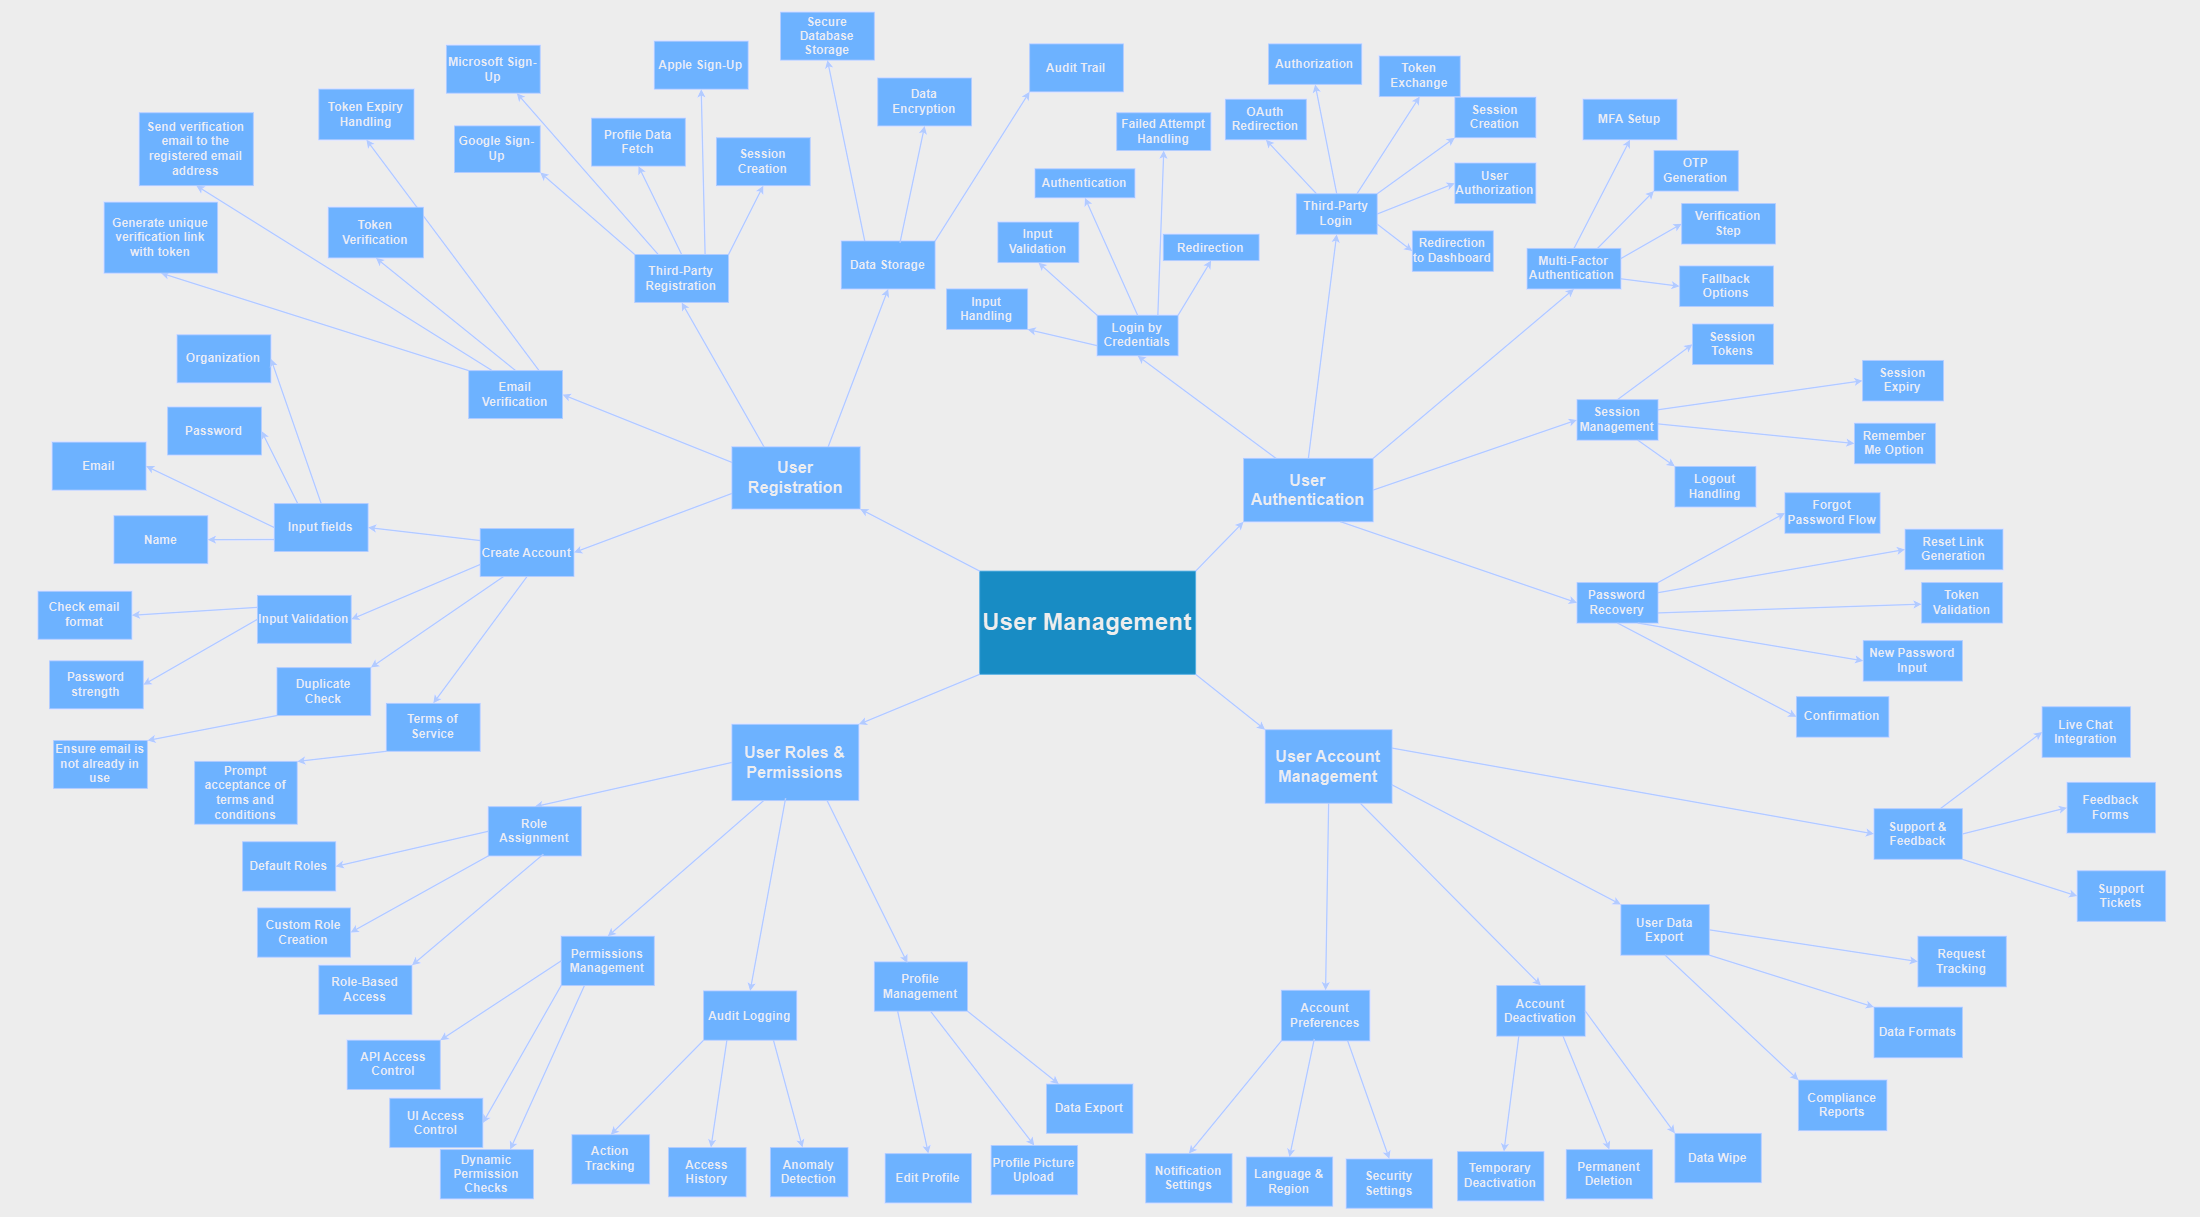 Secure
Database
Storage
Microsoft Sign-
Up
Apple Sign-Up
Audit Trail
Authorization
Token
Exchange
Data
Encryption
Token Expiry
Handling
OAuth
Redirection
Session
Creation
MFA Setup
Send verification
email to the
registered email
address
Google Sign-
Up
Profile Data
Fetch
Session
Creation
Failed Attempt
Handling
OTP
Generation
Authentication
User
Authorization
Generate unique
verification link
with token
Token
Verification
Third-Party
Login
Verification
Step
Input
Validation
Redirection
Redirection
to Dashboard
Third-Party
Registration
Data Storage
Multi-Factor
Authentication
Fallback
Options
Input
Handling
Login by
Credentials
Session
Tokens
Organization
Email
Verification
Session
Expiry
Password
Session
Management
Remember
Me Option
Email
User
Registration
User
Authentication
Logout
Handling
Input fields
Forgot
Password Flow
Name
Create Account
Reset Link
Generation
Check email
format
Input Validation
User Management
Password
Recovery
Token
Validation
Password
strength
Duplicate
Check
New Password
Input
Terms of
Service
Confirmation
Live Chat
Integration
Ensure email is
not already in
use
Prompt
acceptance of
terms and
conditions
User Roles &
Permissions
User Account
Management
Feedback
Forms
Role
Assignment
Support &
Feedback
Default Roles
Support
Tickets
Custom Role
Creation
User Data
Export
Permissions
Management
Request
Tracking
Role-Based
Access
Profile
Management
Audit Logging
Account
Preferences
Account
Deactivation
Data Formats
API Access
Control
UI Access
Control
Data Export
Compliance
Reports
Dynamic
Permission
Checks
Action
Tracking
Access
History
Anomaly
Detection
Edit Profile
Profile Picture
Upload
Notification
Settings
Language &
Region
Security
Settings
Temporary
Deactivation
Permanent
Deletion
Data Wipe